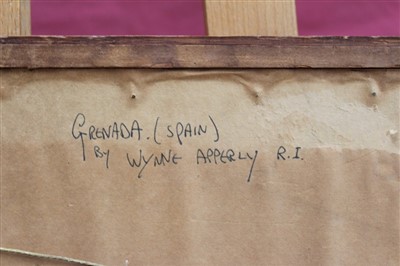 GRENADA. (SPAIN)
BY WYNNE APPERLY R.I.